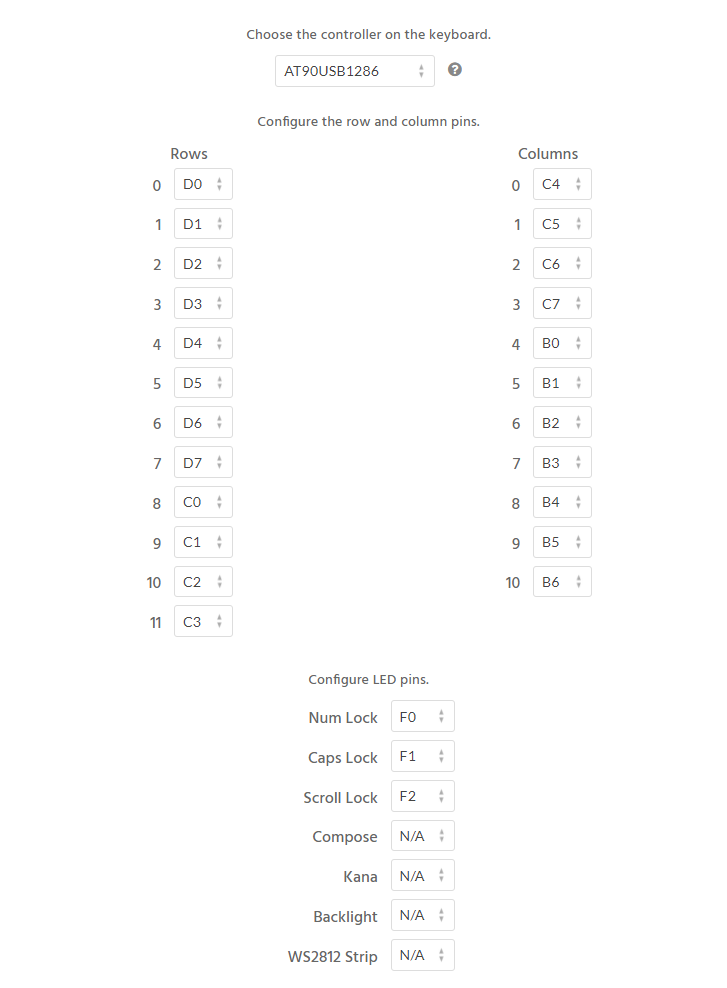 Choose the controller on the keyboard.
AT90USB1286 ?
Configure the row and column pins.
Rows Columns
0 D0 0 C4
1 D1 1 C5
2 D2 2 C6
3 D3 3 C7
4 D4 4 B0
5 D5 5 B1
6 D6 6 B2
7 D7 7 B3
8 C0 8 B4
9 C1 9 B5
10 C2 10 B6
11 C3
Configure LED pins.
Num Lock F0
Caps Lock F1
Scroll Lock F2
Compose N/A
Kana N/A
Backlight N/A
WS2812 Strip N/A